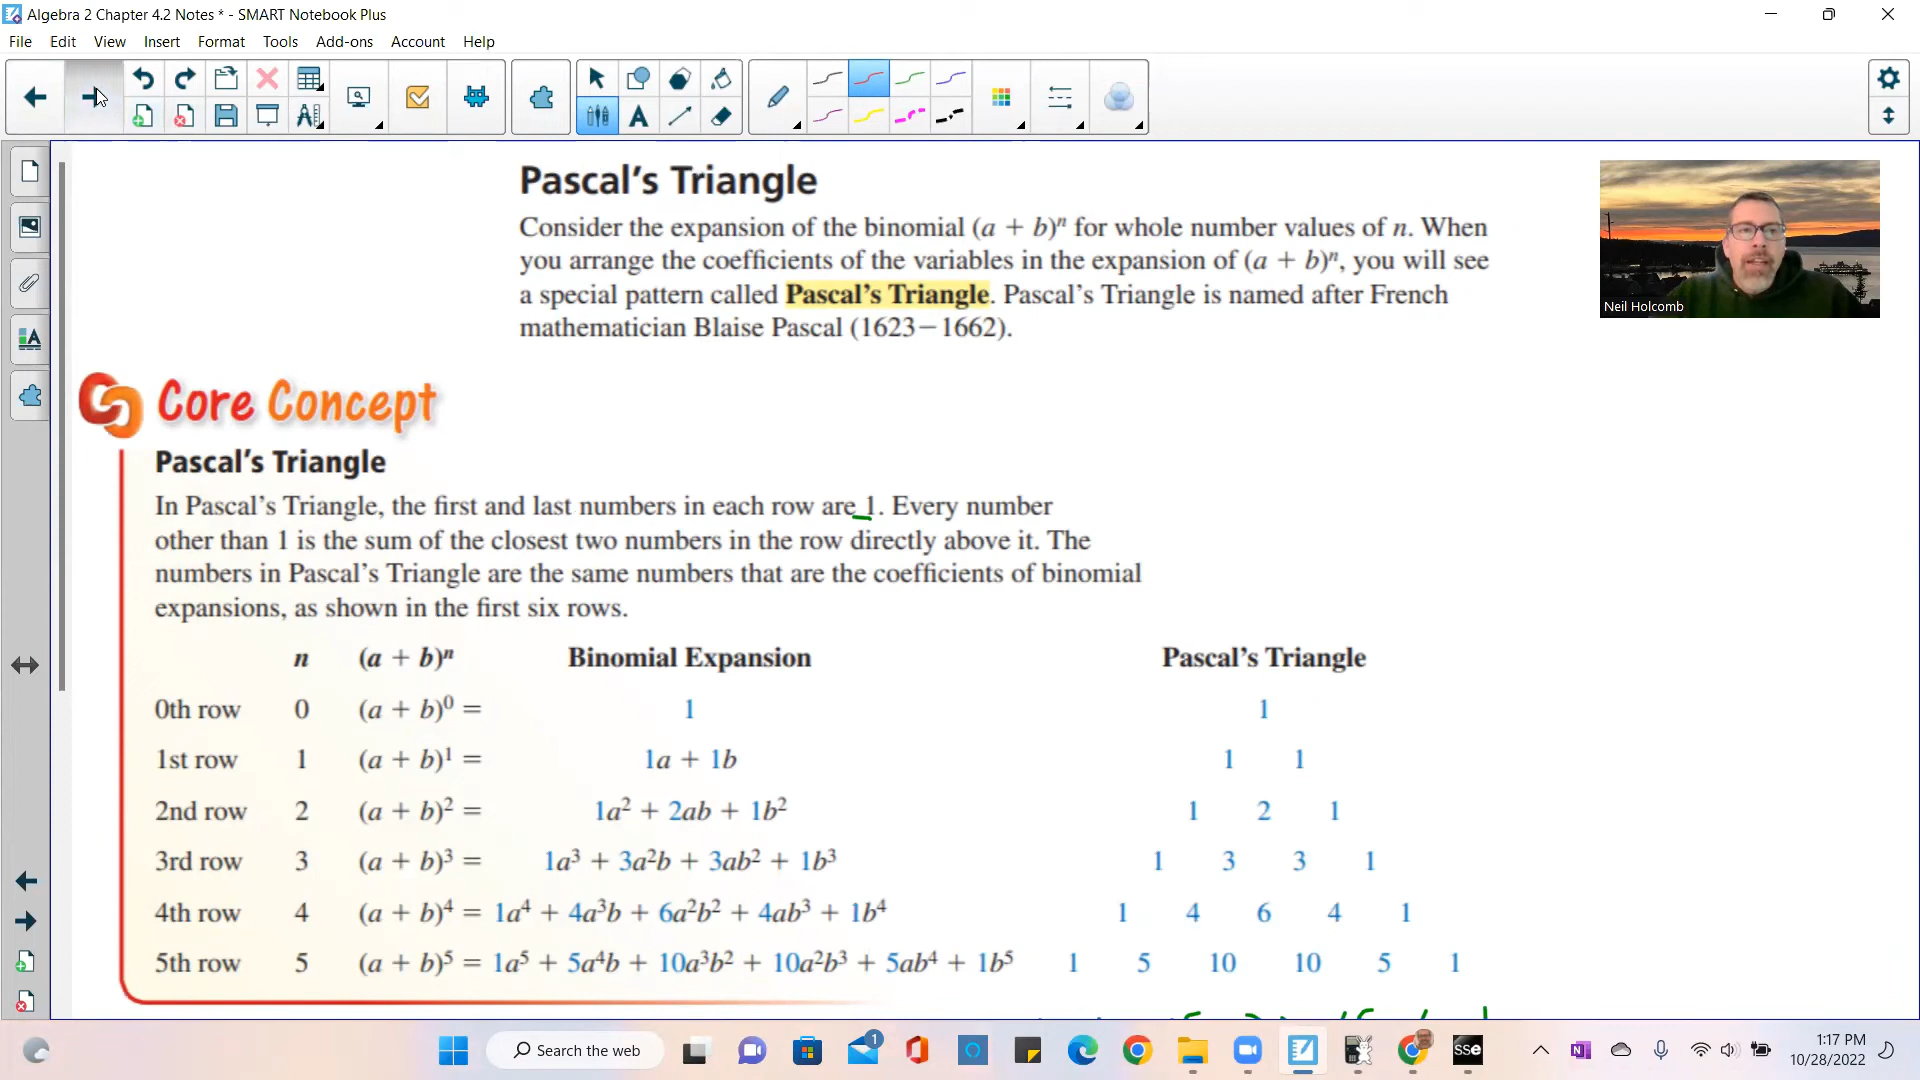 Algebra 2 Chapter 4.2 Notes * - SMART Notebook Plus
File Edit View Insert Format Tools Add-ons Account Help
Pascal's Triangle
Consider the expansion of the binomial (a + b)ⁿ for whole number values of n. When
you arrange the coefficients of the variables in the expansion of (a + b)ⁿ, you will see
a special pattern called Pascal's Triangle. Pascal's Triangle is named after French
mathematician Blaise Pascal (1623−1662).
Neil Holcomb
Core Concept
Pascal's Triangle
In Pascal's Triangle, the first and last numbers in each row are 1. Every number
other than 1 is the sum of the closest two numbers in the row directly above it. The
numbers in Pascal's Triangle are the same numbers that are the coefficients of binomial
expansions, as shown in the first six rows.
n (a + b)ⁿ Binomial Expansion Pascal's Triangle
0th row 0 (a + b)⁰ = 1 1
1st row 1 (a + b)¹ = 1a + 1b 1 1
2nd row 2 (a + b)² = 1a² + 2ab + 1b² 1 2 1
3rd row 3 (a + b)³ = 1a³ + 3a²b + 3ab² + 1b³ 1 3 3 1
4th row 4 (a + b)⁴ = 1a⁴ + 4a³b + 6a²b² + 4ab³ + 1b⁴ 1 4 6 4 1
5th row 5 (a + b)⁵ = 1a⁵ + 5a⁴b + 10a³b² + 10a²b³ + 5ab⁴ + 1b⁵ 1 5 10 10 5 1
Search the web
1
sse
1:17 PM
10/28/2022